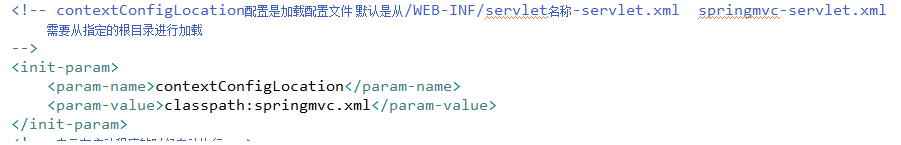 <!-- contextConfigLocation配置是加载配置文件 默认是从/WEB-INF/servlet名称-servlet.xml  springmvc-servlet.xml
需要从指定的根目录进行加载
-->
<init-param>
<param-name>contextConfigLocation</param-name>
<param-value>classpath:springmvc.xml</param-value>
</init-param>